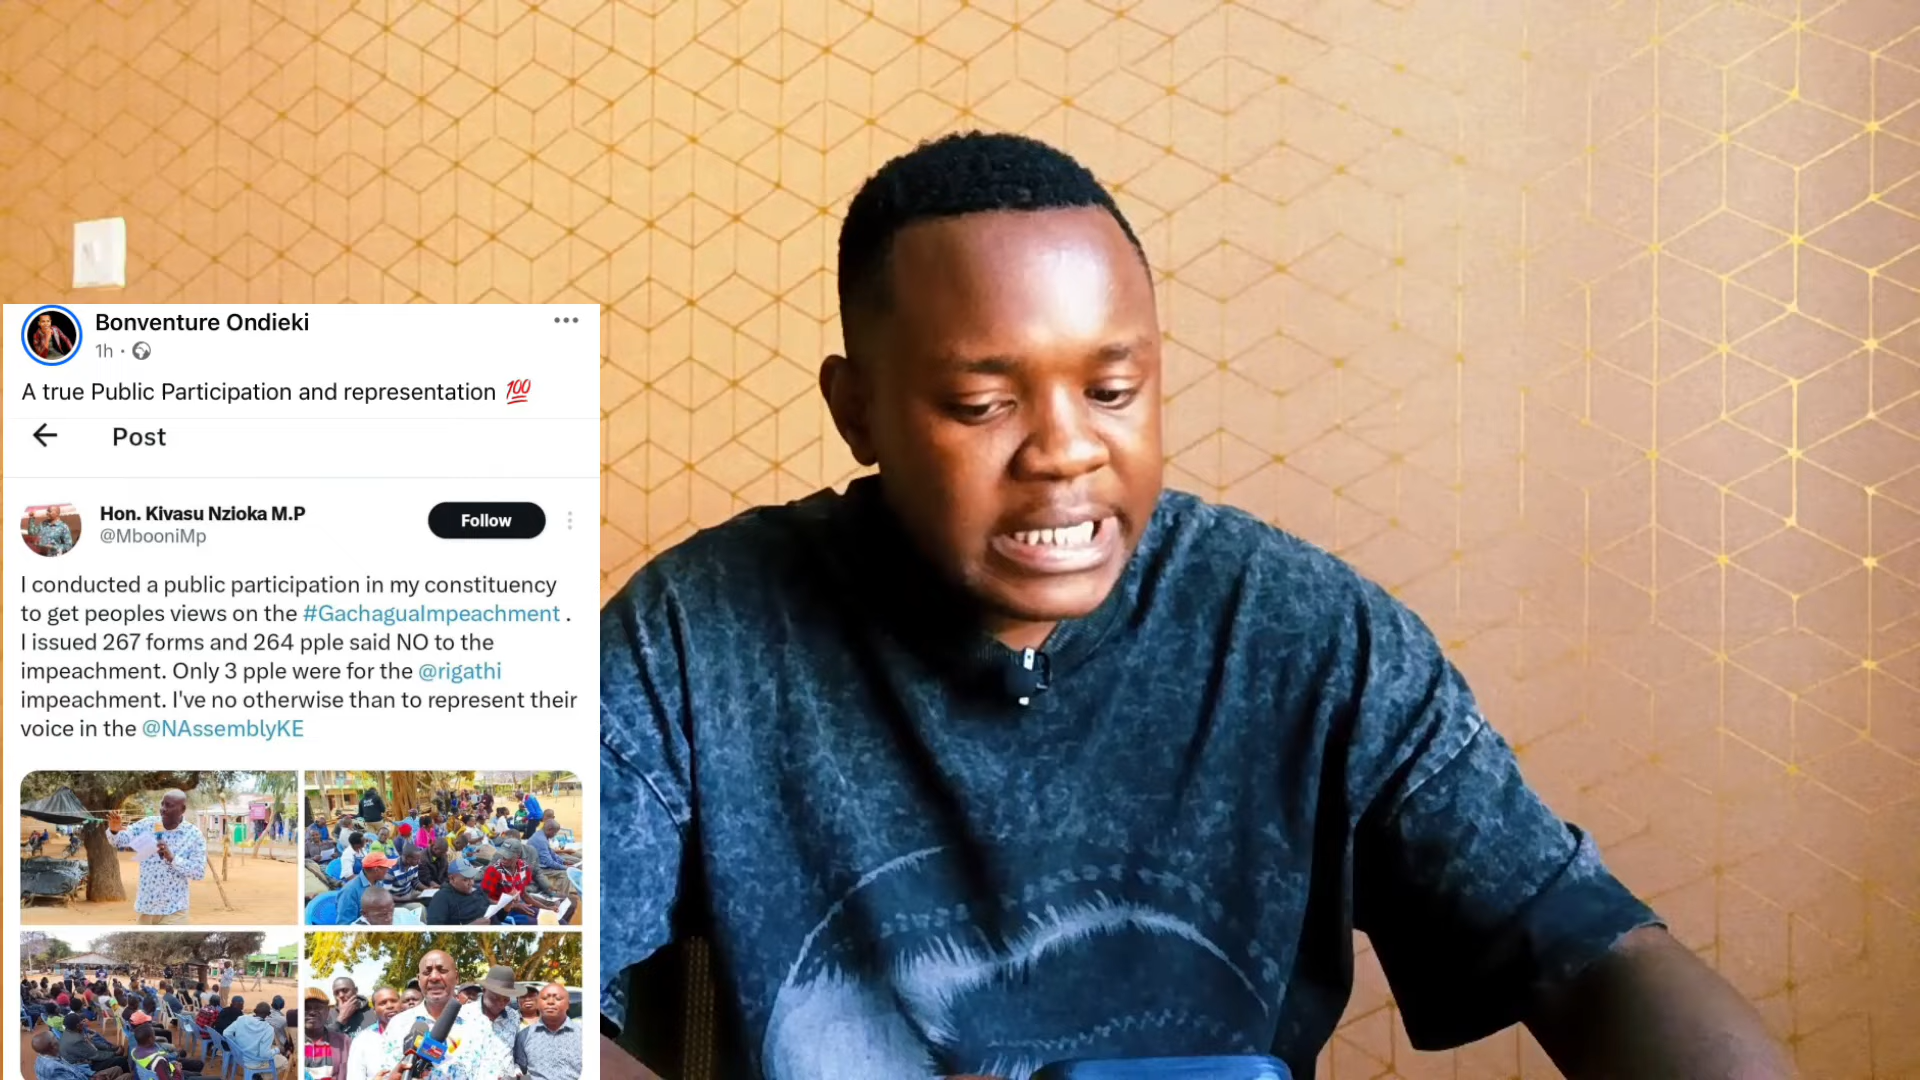 Bonventure Ondieki
1h ·
A true Public Participation and representation 💯
Post
Hon. Kivasu Nzioka M.P
@MbooniMp
Follow
I conducted a public participation in my constituency
to get peoples views on the #GachaguaImpeachment .
I issued 267 forms and 264 pple said NO to the
impeachment. Only 3 pple were for the @rigathi
impeachment. I've no otherwise than to represent their
voice in the @NAssemblyKE